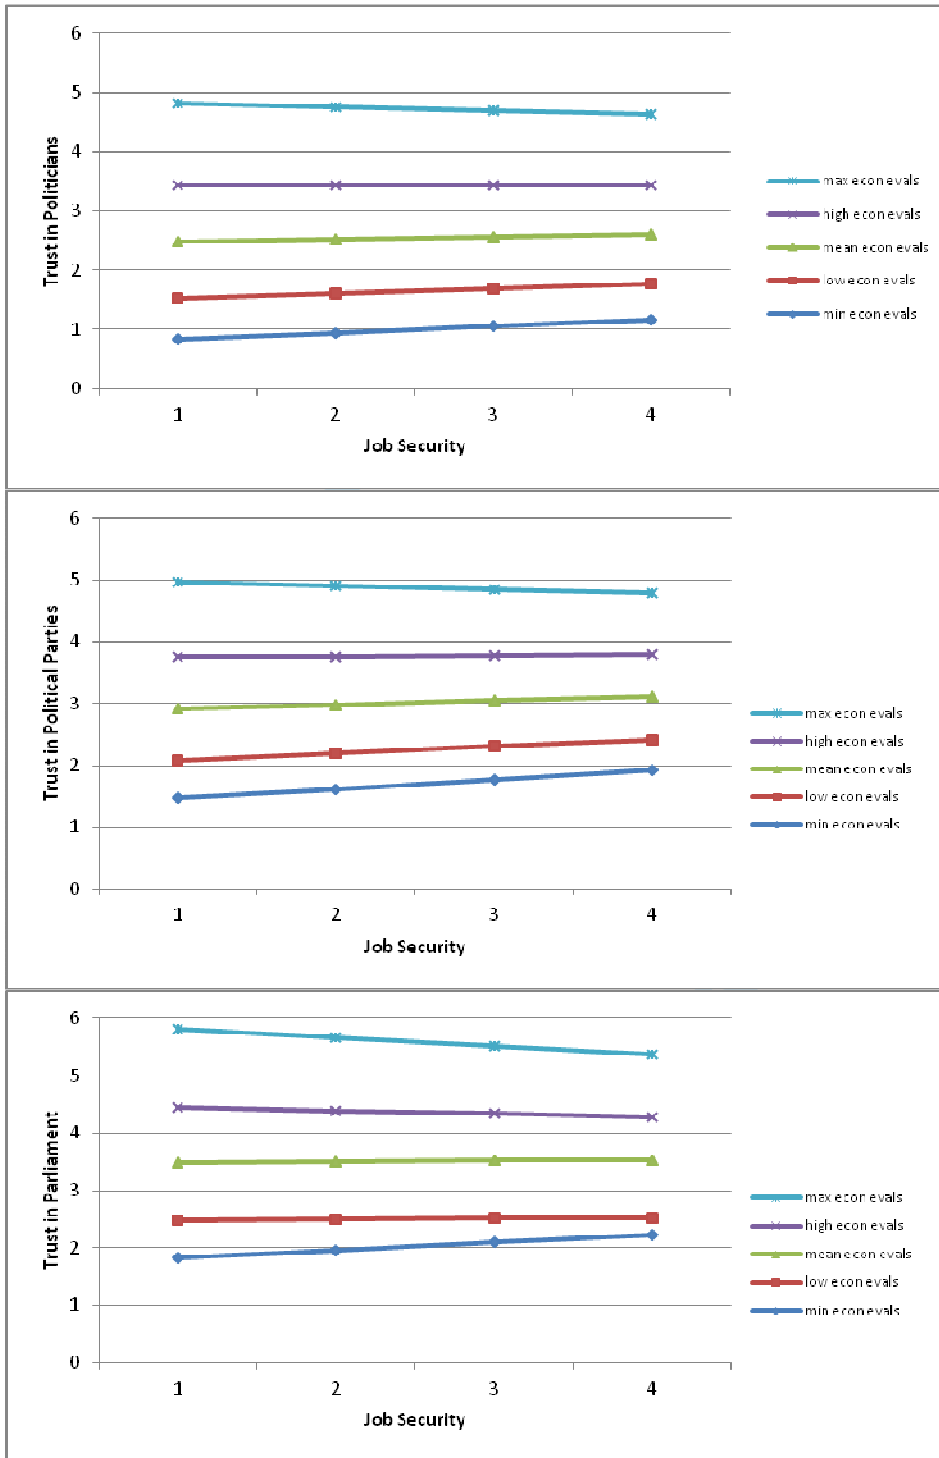 6
5
4
3
2
1
0
Trust in Politicians
1 2 3 4
Job Security
max econ evals
high econ evals
mean econ evals
low econ evals
min econ evals
6
5
4
3
2
1
0
Trust in Political Parties
1 2 3 4
Job Security
max econ evals
high econ evals
mean econ evals
low econ evals
min econ evals
6
5
4
3
2
1
0
Trust in Parliament
1 2 3 4
Job Security
max econ evals
high econ evals
mean econ evals
low econ evals
min econ evals